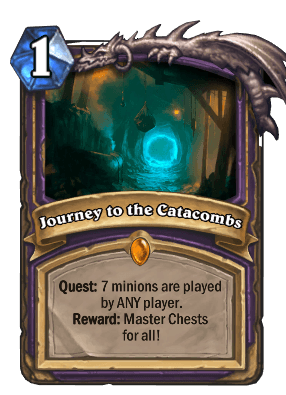 1
Journey to the Catacombs
Quest: 7 minions are played
by ANY player.
Reward: Master Chests
for all!